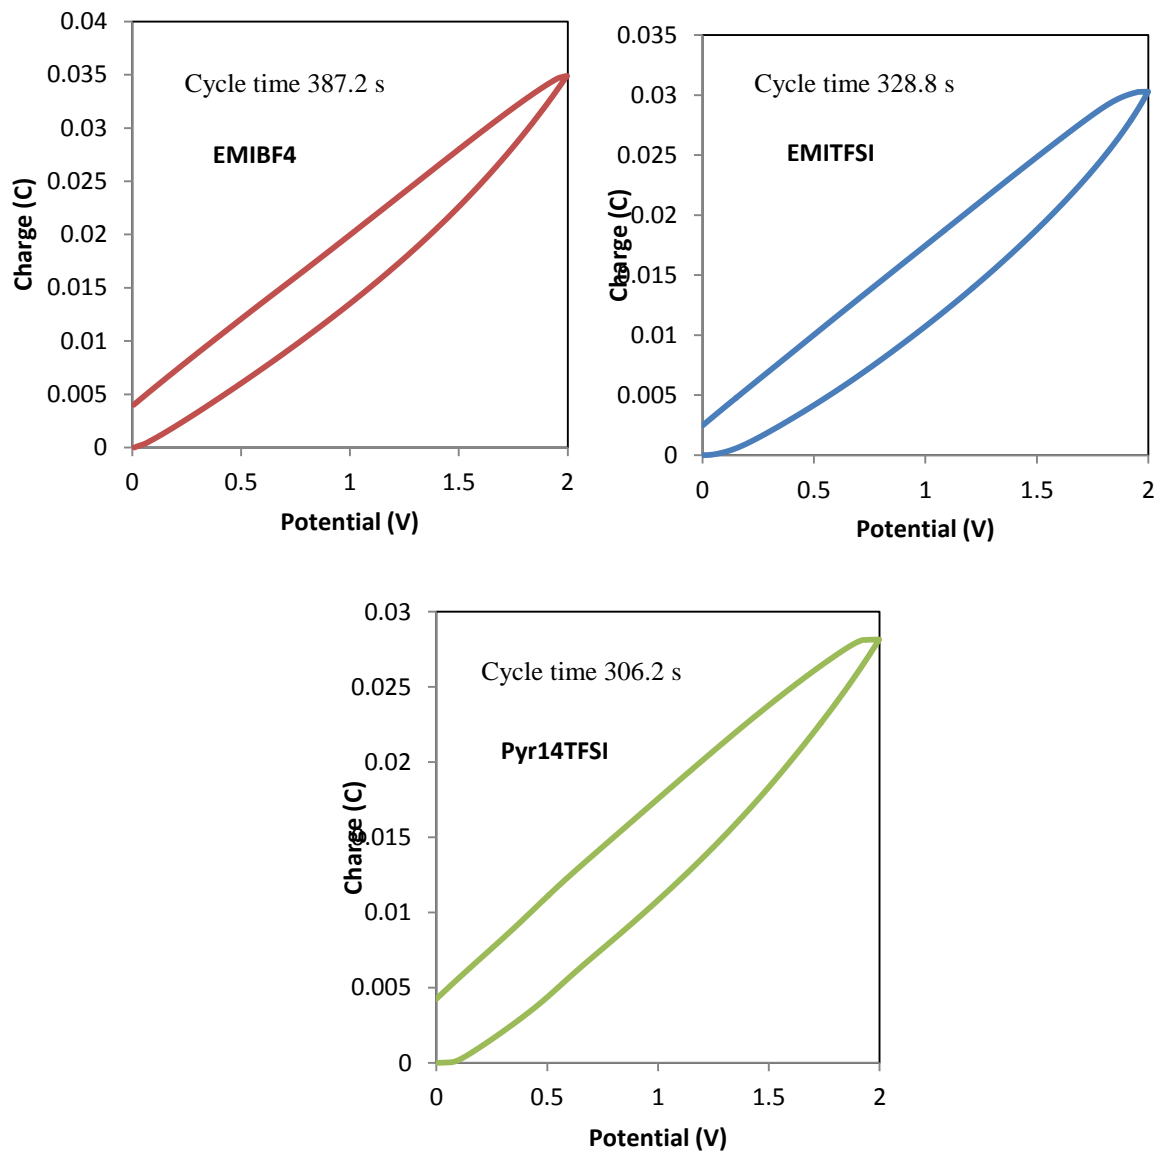 0.04
0.035
0.03
0.025
0.02
0.015
0.01
0.005
0
Charge (C)
Cycle time 387.2 s
EMIBF4
0 0.5 1 1.5 2
Potential (V)
0.035
0.03
0.025
0.02
0.015
0.01
0.005
0
Charge (C)
Cycle time 328.8 s
EMITFSI
0 0.5 1 1.5 2
Potential (V)
0.03
0.025
0.02
0.015
0.01
0.005
0
Charge (C)
Cycle time 306.2 s
Pyr14TFSI
0 0.5 1 1.5 2
Potential (V)